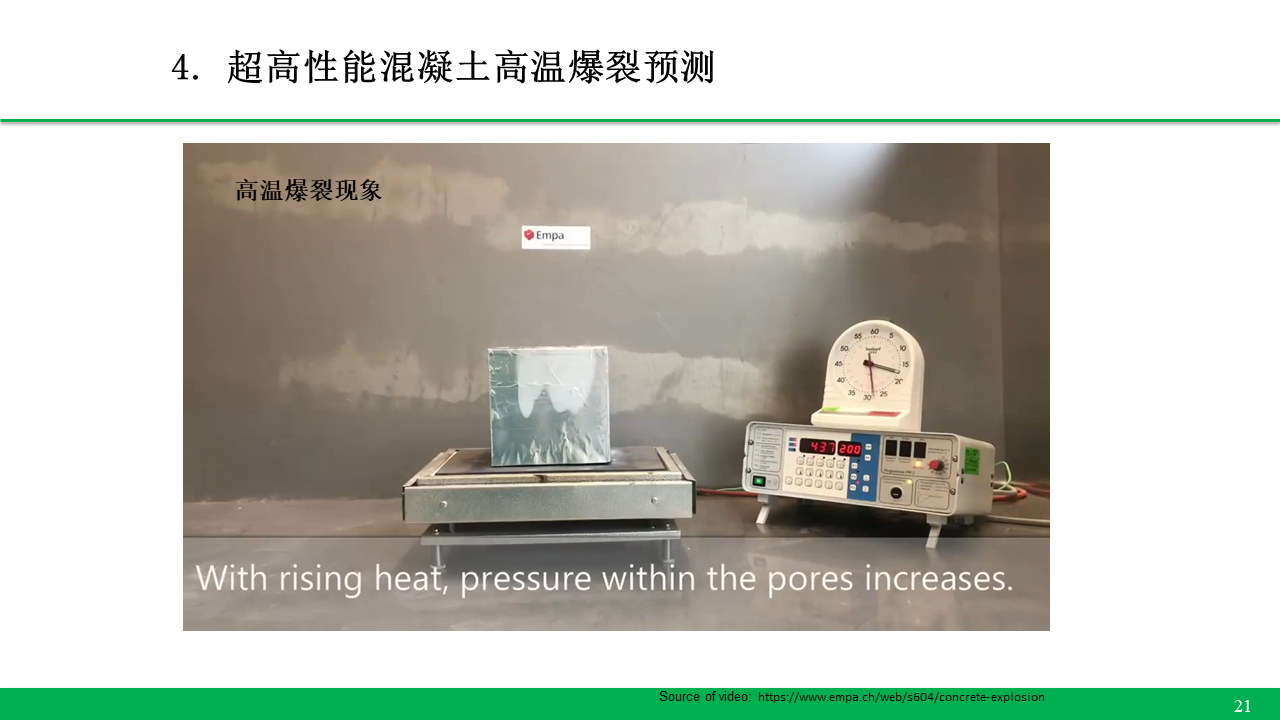 4. 超高性能混凝土高温爆裂预测
高温爆裂现象
Empa
60
55
5
50
10
45
15
40
20
35
30
25
437 200
With rising heat, pressure within the pores increases.
Source of video: https://www.empa.ch/web/s604/concrete-explosion
21